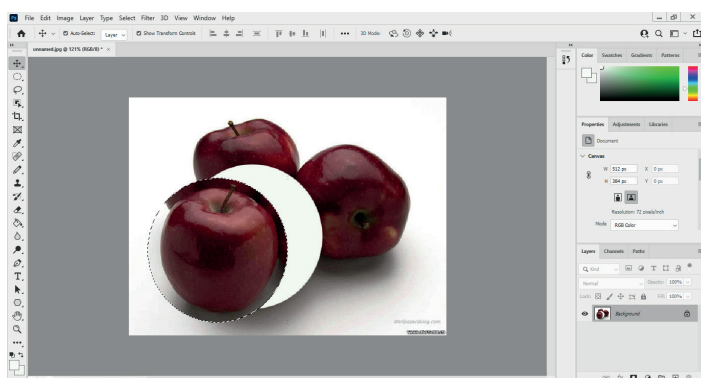 Ps File Edit Image Layer Type Select Filter 3D View Window Help
Auto-Select: Layer Show Transform Controls 3D Mode:
unnamed.jpg @ 121% (RGB/8) * ×
Color Swatches Gradients Patterns
Properties Adjustments Libraries
Document
Canvas
W 512 px X 0 px
H 384 px Y 0 px
Resolution: 72 pixels/inch
Mode RGB Color
Layers Channels Paths
Kind
Normal Opacity: 100%
Lock: Fill: 100%
Background